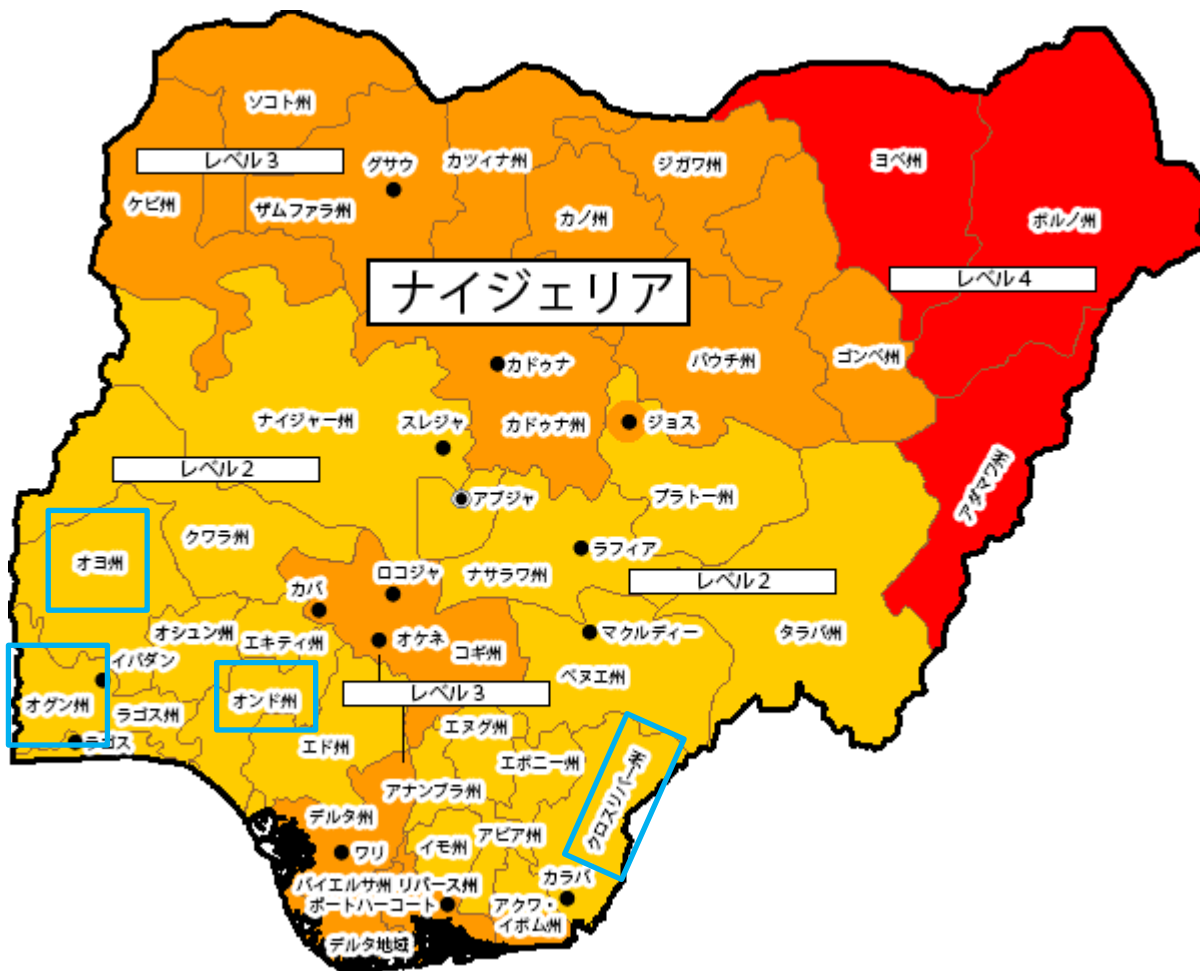 ソコト州
レベル３
グサウ
カツィナ州
ジガワ州
ヨベ州
ケビ州
ザムファラ州
カノ州
ボルノ州
レベル４
ナイジェリア
カドゥナ
バウチ州
ゴンベ州
ナイジャー州
スレジャ
カドゥナ州
ジョス
レベル２
アダマワ州
アブジャ
プラトー州
クワラ州
オヨ州
ラフィア
ロコジャ
ナサラワ州
レベル２
カバ
オシュン州
エキティ州
オケネ
コギ州
マクルディー
タラバ州
イバダン
ベヌエ州
オグン州
ラゴス州
オンド州
レベル３
ラゴス
エド州
エヌグ州
エボニー州
クロスリバー州
アナンブラ州
デルタ州
アビア州
イモ州
ワリ
カラバ
バイエルサ州
リバース州
ポートハーコート
アクワ・
イボム州
デルタ地域